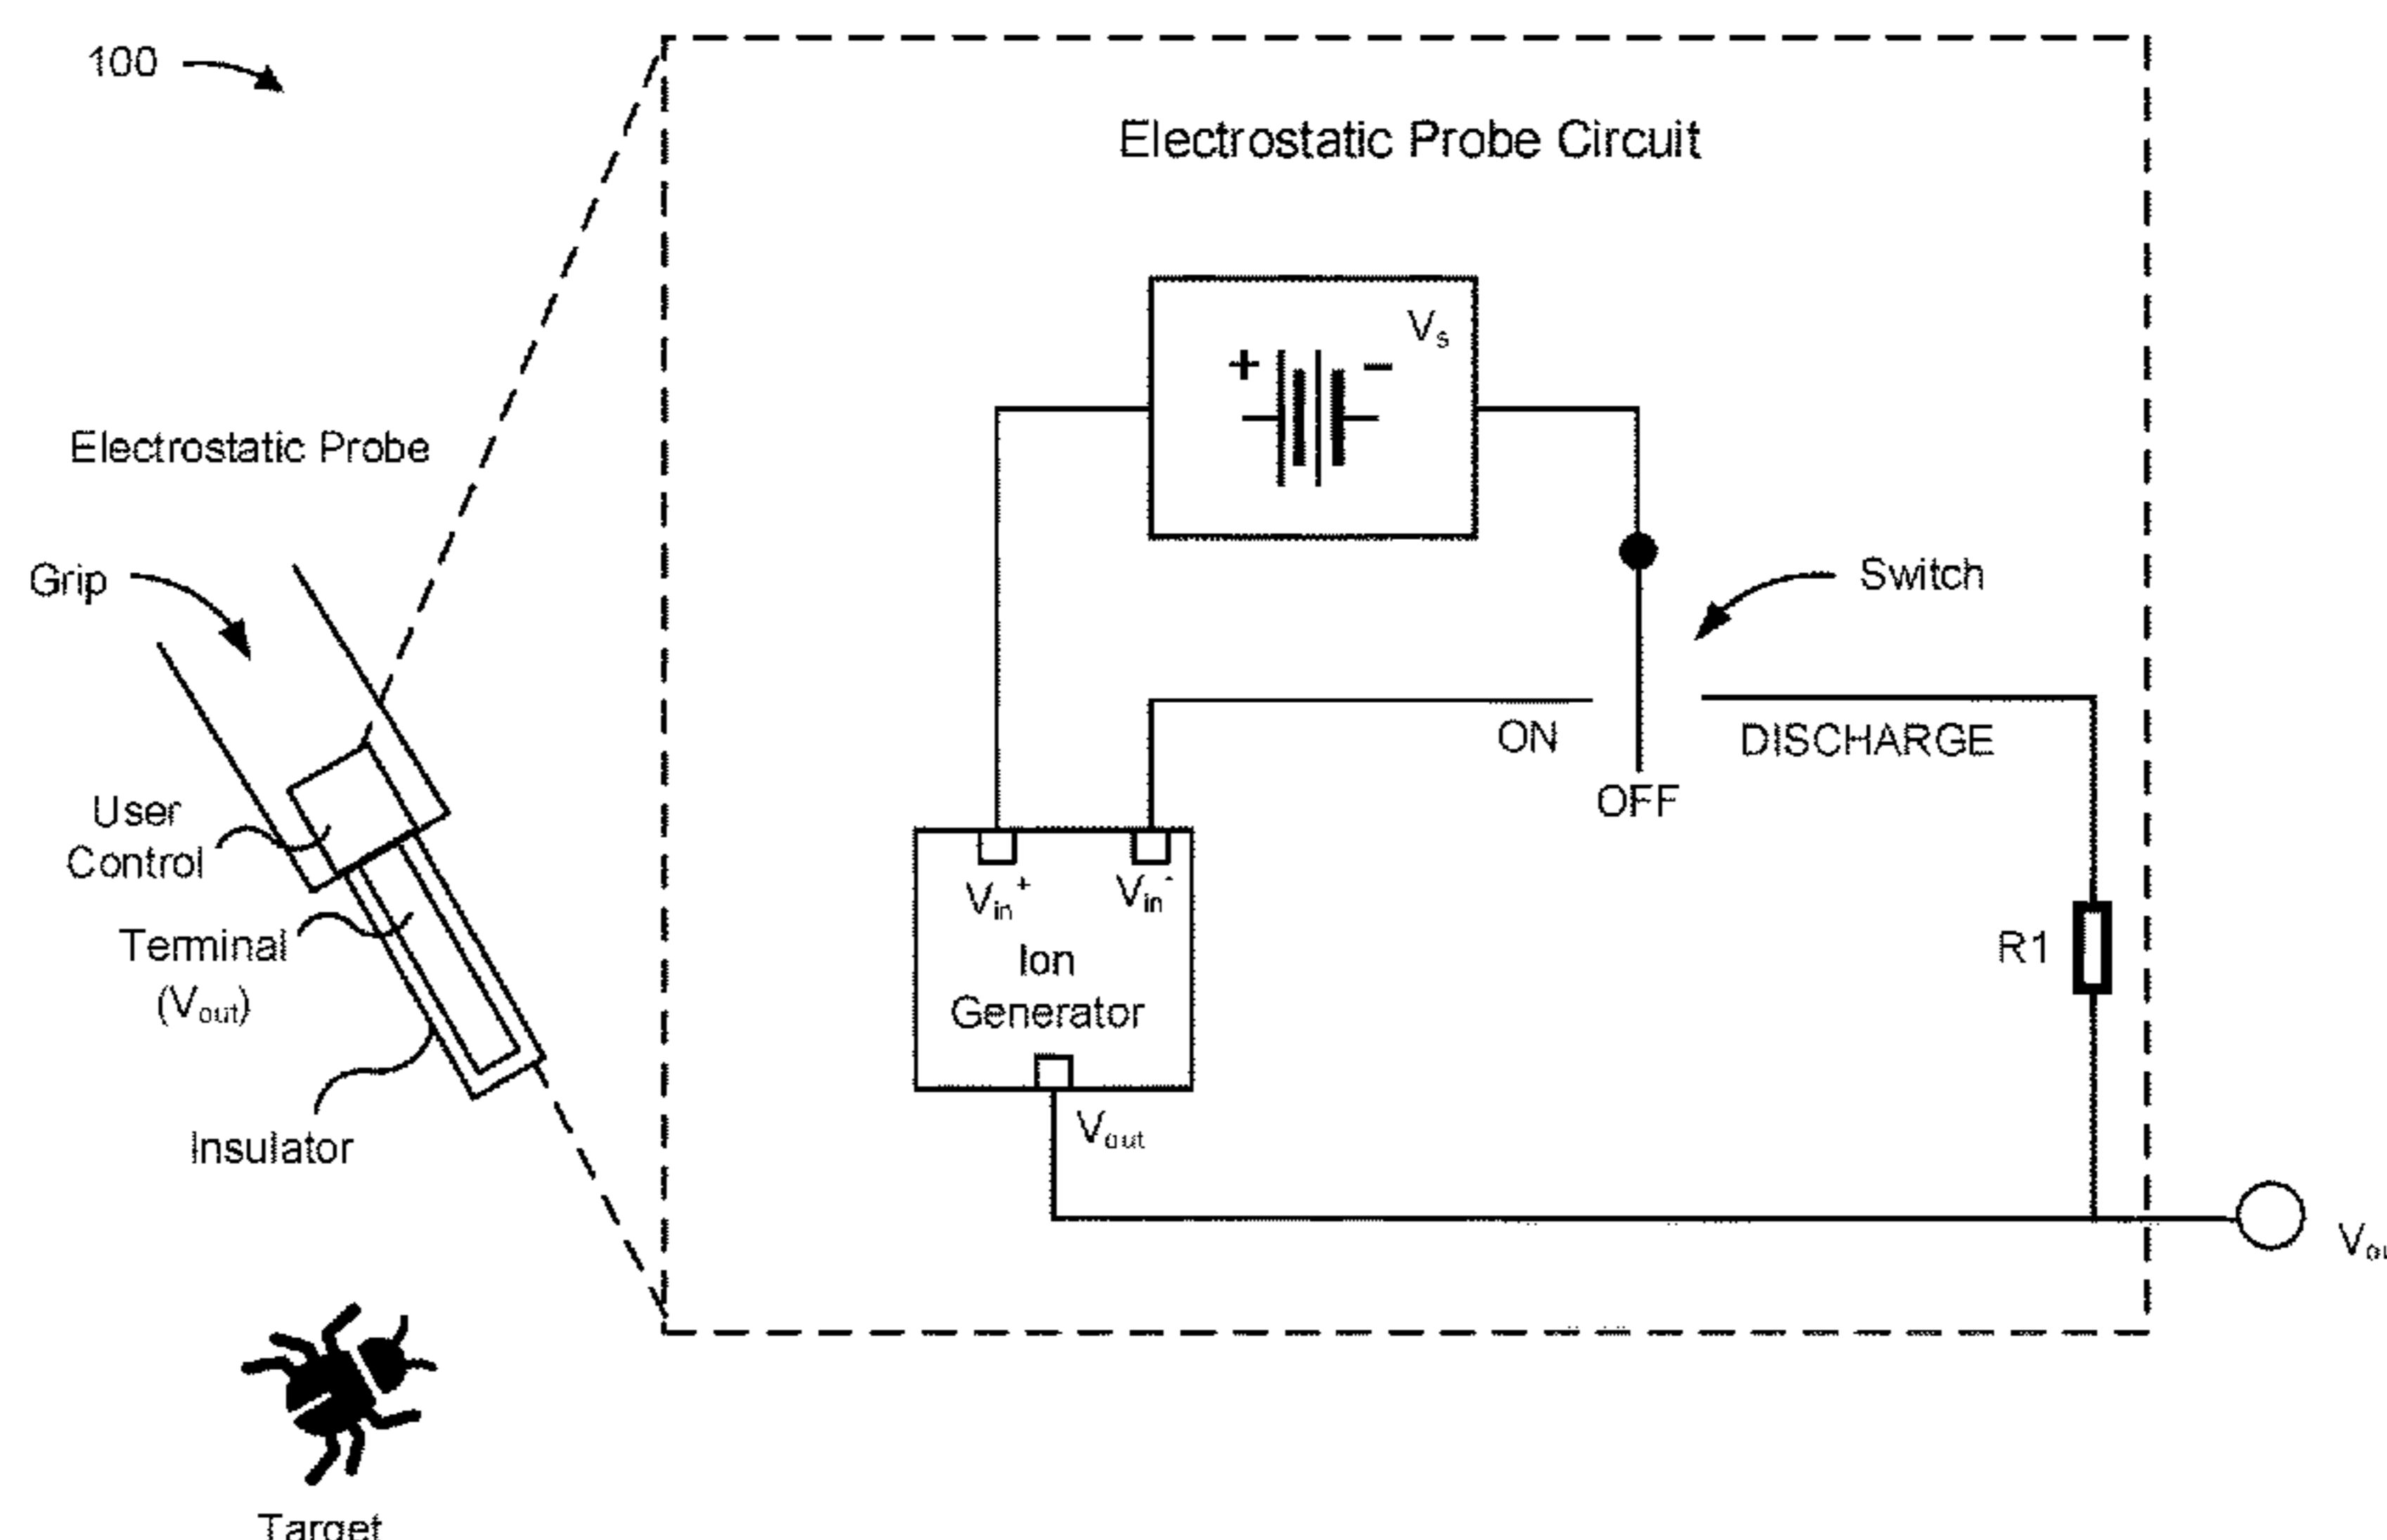 100
Electrostatic Probe Circuit
+
−
Vs
Electrostatic Probe
Grip
Switch
ON
DISCHARGE
OFF
User
Control
Vin+
Vin-
Terminal
(Vout)
Ion
Generator
R1
Vout
Insulator
Vou
Target